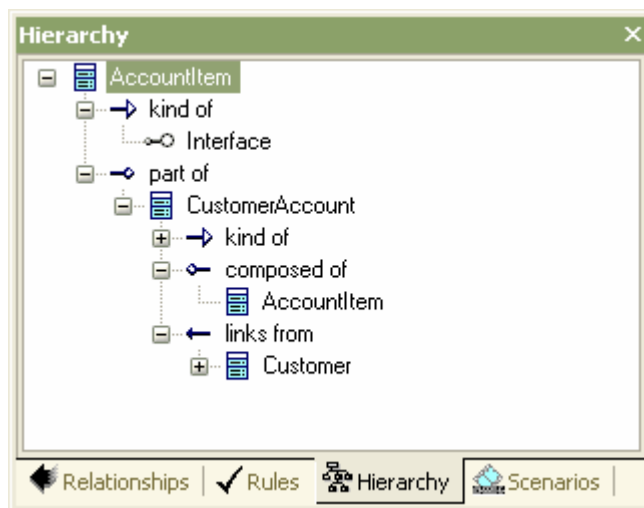 Hierarchy
AccountItem
kind of
Interface
part of
CustomerAccount
kind of
composed of
AccountItem
links from
Customer
Relationships Rules Hierarchy Scenarios